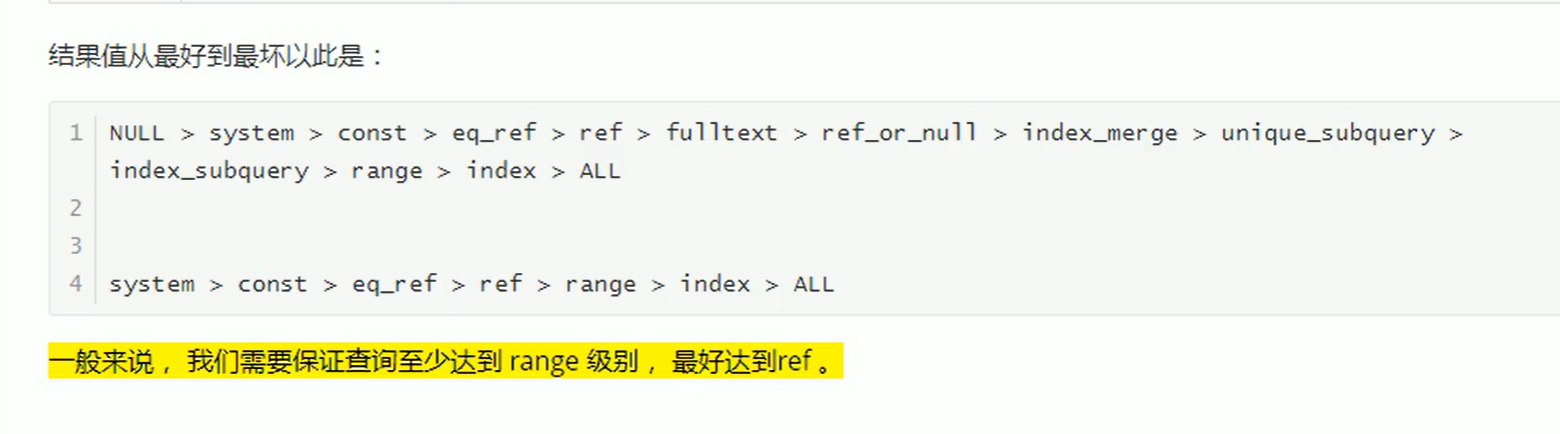 结果值从最好到最坏以此是：
1 NULL > system > const > eq_ref > ref > fulltext > ref_or_null > index_merge > unique_subquery >
index_subquery > range > index > ALL
2
3
4 system > const > eq_ref > ref > range > index > ALL
一般来说， 我们需要保证查询至少达到 range 级别， 最好达到ref 。